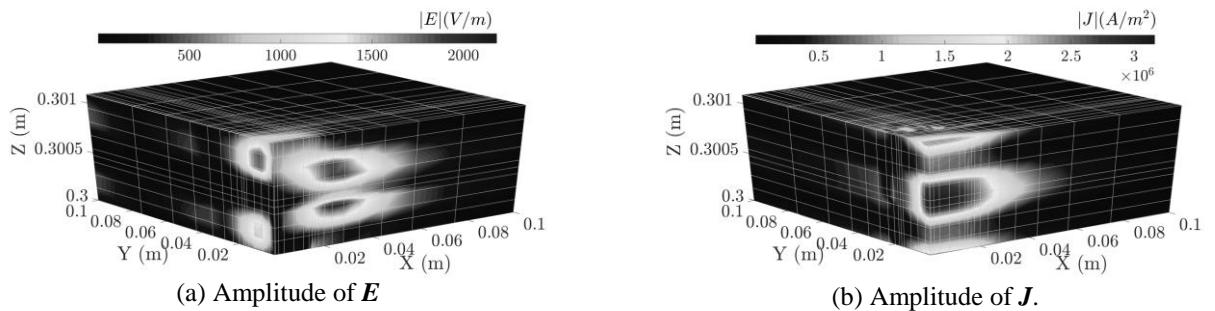 |E|(V/m)
500 1000 1500 2000
0.301
0.3005
0.3
Z (m)
0.1
0.08
0.06
0.04
0.02
Y (m)
0.02
0.04
0.06
0.08
0.1
X (m)
(a) Amplitude of E
|J|(A/m²)
0.5 1 1.5 2 2.5 3
×10⁶
0.301
0.3005
0.3
Z (m)
0.1
0.08
0.06
0.04
0.02
Y (m)
0.02
0.04
0.06
0.08
0.1
X (m)
(b) Amplitude of J.